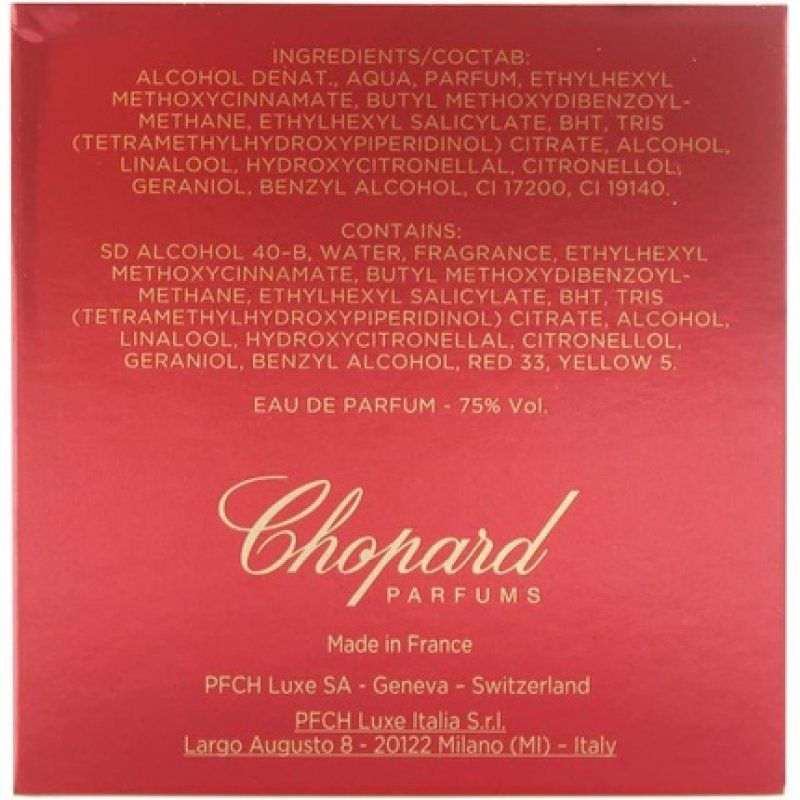 INGREDIENTS/СОСТАВ:
ALCOHOL DENAT., AQUA, PARFUM, ETHYLHEXYL
METHOXYCINNAMATE, BUTYL METHOXYDIBENZOYL-
METHANE, ETHYLHEXYL SALICYLATE, BHT, TRIS
(TETRAMETHYLHYDROXYPIPERIDINOL) CITRATE, ALCOHOL,
LINALOOL, HYDROXYCITRONELLAL, CITRONELLOL,
GERANIOL, BENZYL ALCOHOL, CI 17200, CI 19140.
CONTAINS:
SD ALCOHOL 40-B, WATER, FRAGRANCE, ETHYLHEXYL
METHOXYCINNAMATE, BUTYL METHOXYDIBENZOYL-
METHANE, ETHYLHEXYL SALICYLATE, BHT, TRIS
(TETRAMETHYLHYDROXYPIPERIDINOL) CITRATE, ALCOHOL,
LINALOOL, HYDROXYCITRONELLAL, CITRONELLOL,
GERANIOL, BENZYL ALCOHOL, RED 33, YELLOW 5.
EAU DE PARFUM - 75% Vol.
Chopard
PARFUMS
Made in France
PFCH Luxe SA - Geneva – Switzerland
PFCH Luxe Italia S.r.l.
Largo Augusto 8 - 20122 Milano (MI) – Italy